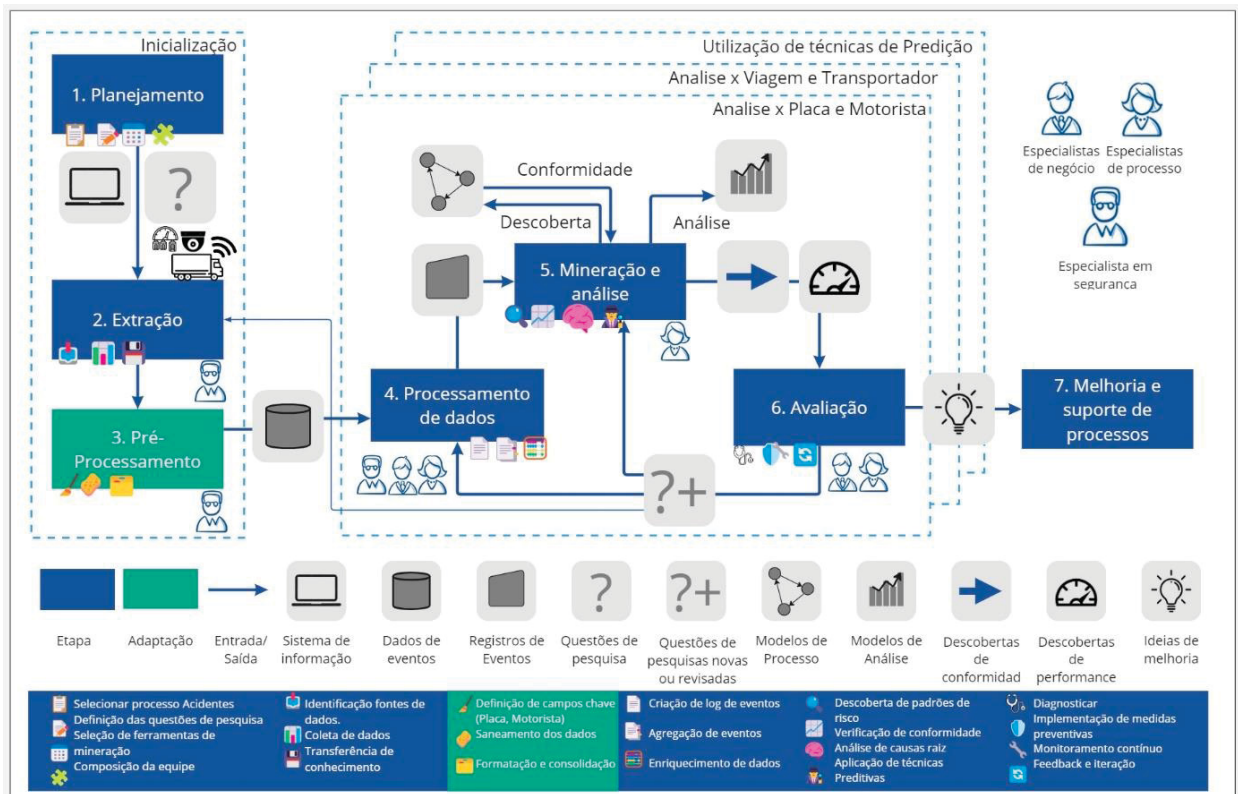 Inicialização
1. Planejamento
?
2. Extração
3. Pré-
Processamento
Utilização de técnicas de Predição
Analise x Viagem e Transportador
Analise x Placa e Motorista
Conformidade
Descoberta
Análise
5. Mineração e
análise
4. Processamento
de dados
6. Avaliação
?+
7. Melhoria e
suporte de
processos
Especialistas
de negócio
Especialistas
de processo
Especialista em
segurança
?
?+
Etapa
Adaptação
Entrada/
Saída
Sistema de
informação
Dados de
eventos
Registros de
Eventos
Questões de
pesquisa
Questões de
pesquisas novas
ou revisadas
Modelos de
Processo
Modelos de
Análise
Descobertas
de
conformidad
Descobertas
de
performance
Ideias de
melhoria
Selecionar processo Acidentes
Definição das questões de pesquisa
Seleção de ferramentas de
mineração
Composição da equipe
Identificação fontes de
dados.
Coleta de dados
Transferência de
conhecimento
Definição de campos chave
(Placa, Motorista)
Saneamento dos dados
Formatação e consolidação
Criação de log de eventos
Agregação de eventos
Enriquecimento de dados
Descoberta de padrões de
risco
Verificação de conformidade
Análise de causas raiz
Aplicação de técnicas
Preditivas
Diagnosticar
Implementação de medidas
preventivas
Monitoramento contínuo
Feedback e iteração